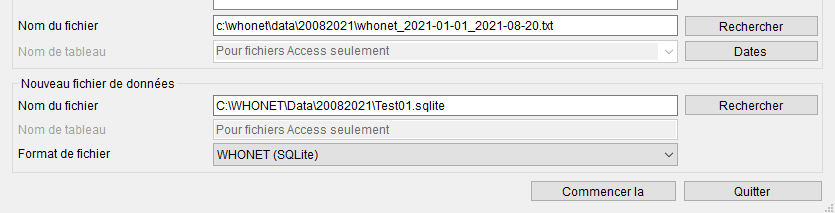 Nom du fichier c:\whonet\data\20082021\whonet_2021-01-01_2021-08-20.txt Rechercher
Nom de tableau Pour fichiers Access seulement Dates
Nouveau fichier de données
Nom du fichier C:\WHONET\Data\20082021\Test01.sqlite Rechercher
Nom de tableau Pour fichiers Access seulement
Format de fichier WHONET (SQLite)
Commencer la Quitter